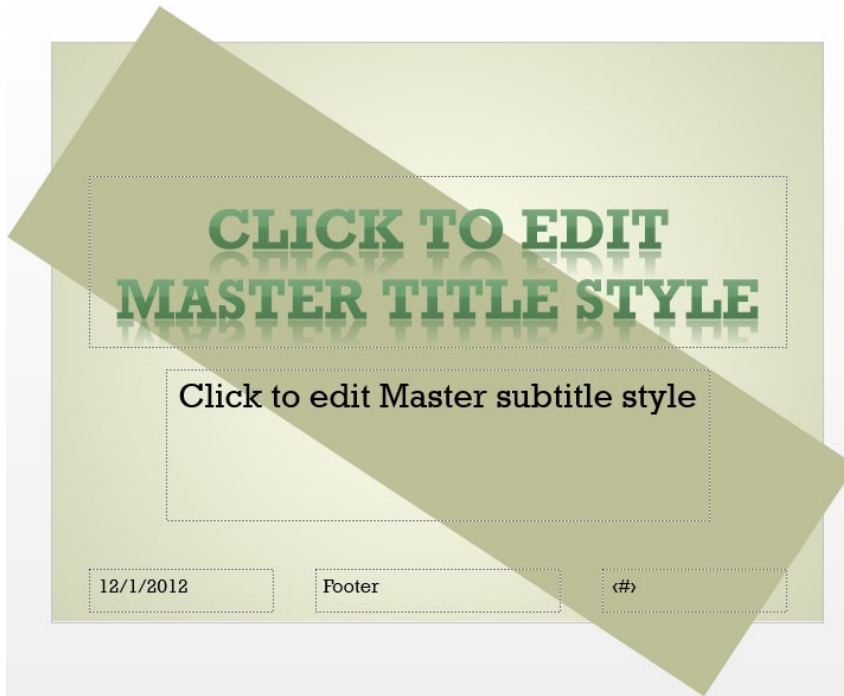 CLICK TO EDIT
MASTER TITLE STYLE
Click to edit Master subtitle style
12/1/2012
Footer
‹#›